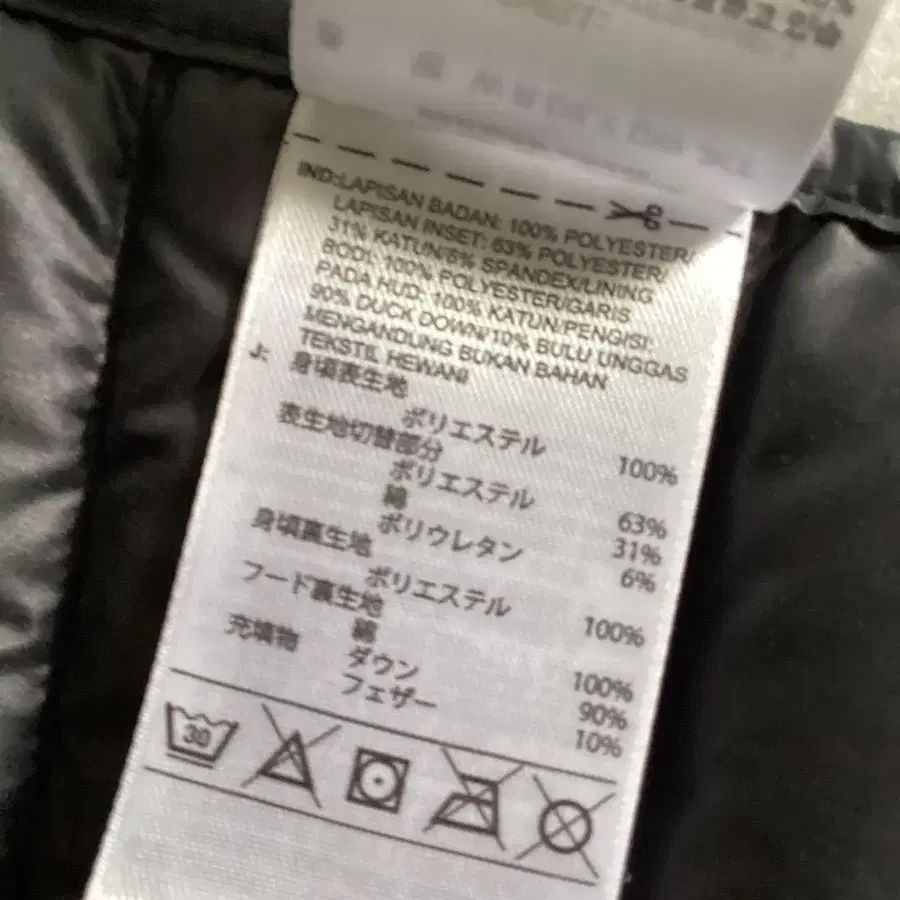 IND:LAPISAN BADAN: 100% POLYESTER/
LAPISAN INSET: 63% POLYESTER/
31% KATUN/6% SPANDEX/LINING
BODI: 100% POLYESTER/GARIS
PADA HUD: 100% KATUN/PENGISI:
90% DUCK DOWN/10% BULU UNGGAS
MENGANDUNG BUKAN BAHAN
TEKSTIL HEWANI
J: 身頃表生地
ポリエステル 100%
表生地切替部分
ポリエステル 63%
綿 31%
ポリウレタン 6%
身頃裏生地
ポリエステル 100%
フード裏生地
綿 100%
充填物 ダウン 90%
フェザー 10%
30